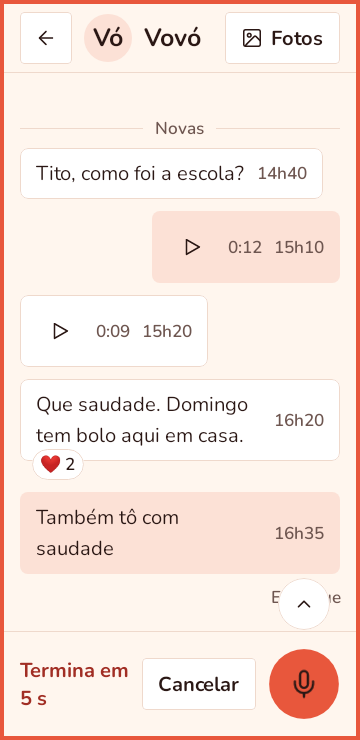 Vó Vovó Fotos
Novas
Tito, como foi a escola? 14h40
0:12 15h10
0:09 15h20
Que saudade. Domingo
tem bolo aqui em casa. 16h20
❤️ 2
Também tô com
saudade 16h35
Termina em
5 s
Cancelar